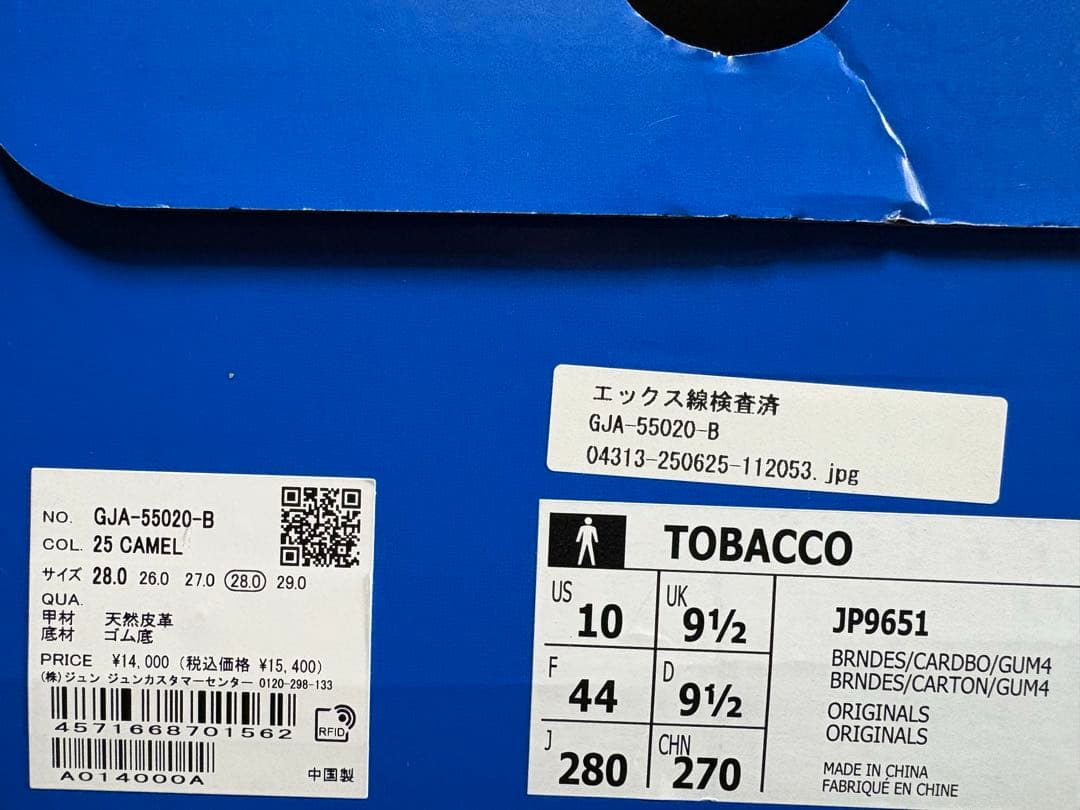 エックス線検査済
GJA-55020-B
04313-250625-112053.jpg
NO. GJA-55020-B
COL. 25 CAMEL
サイズ 28.0 26.0 27.0 28.0 29.0
QUA.
甲材 天然皮革
底材 ゴム底
PRICE ¥14,000 (税込価格 ¥15,400)
(株)ジュン ジュンカスタマーセンター 0120-298-133
4571668701562
RFID
A014000A
中国製
TOBACCO
US 10 UK 9½
F 44 D 9½
J 280 CHN 270
JP9651
BRNDES/CARDBO/GUM4
BRNDES/CARTON/GUM4
ORIGINALS
ORIGINALS
MADE IN CHINA
FABRIQUÉ EN CHINE